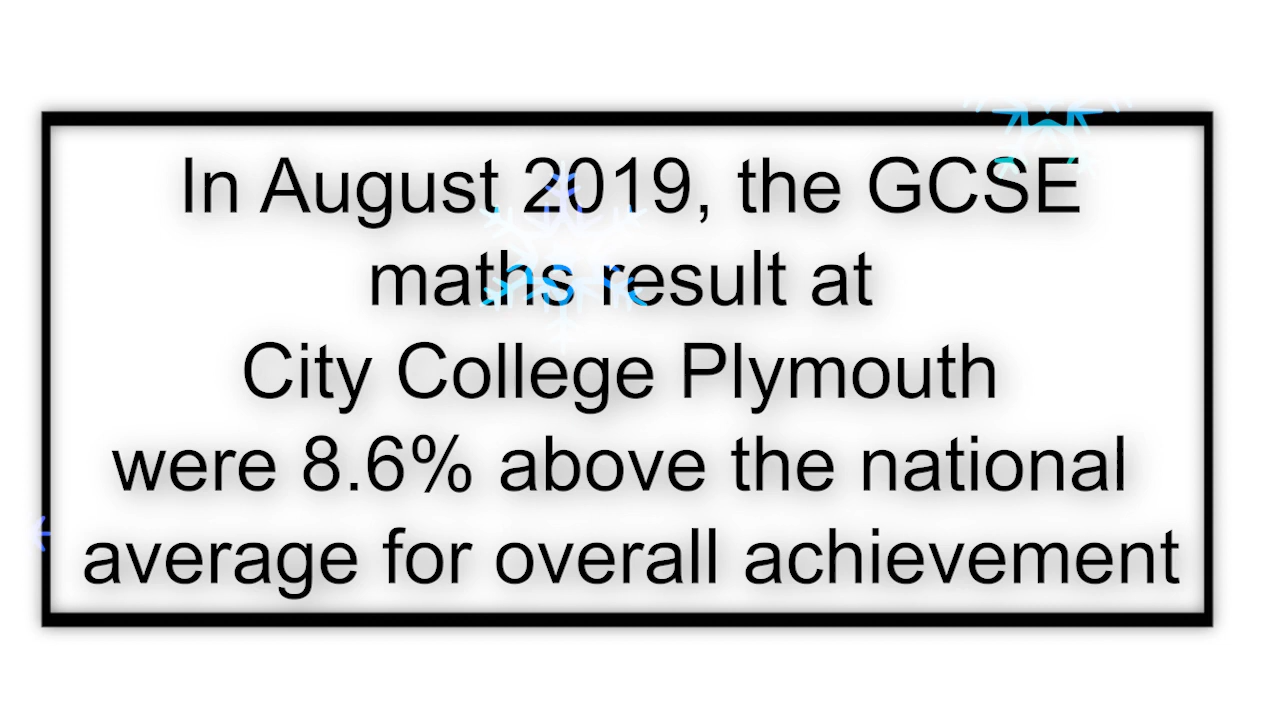 In August 2019, the GCSE
maths result at
City College Plymouth
were 8.6% above the national
average for overall achievement